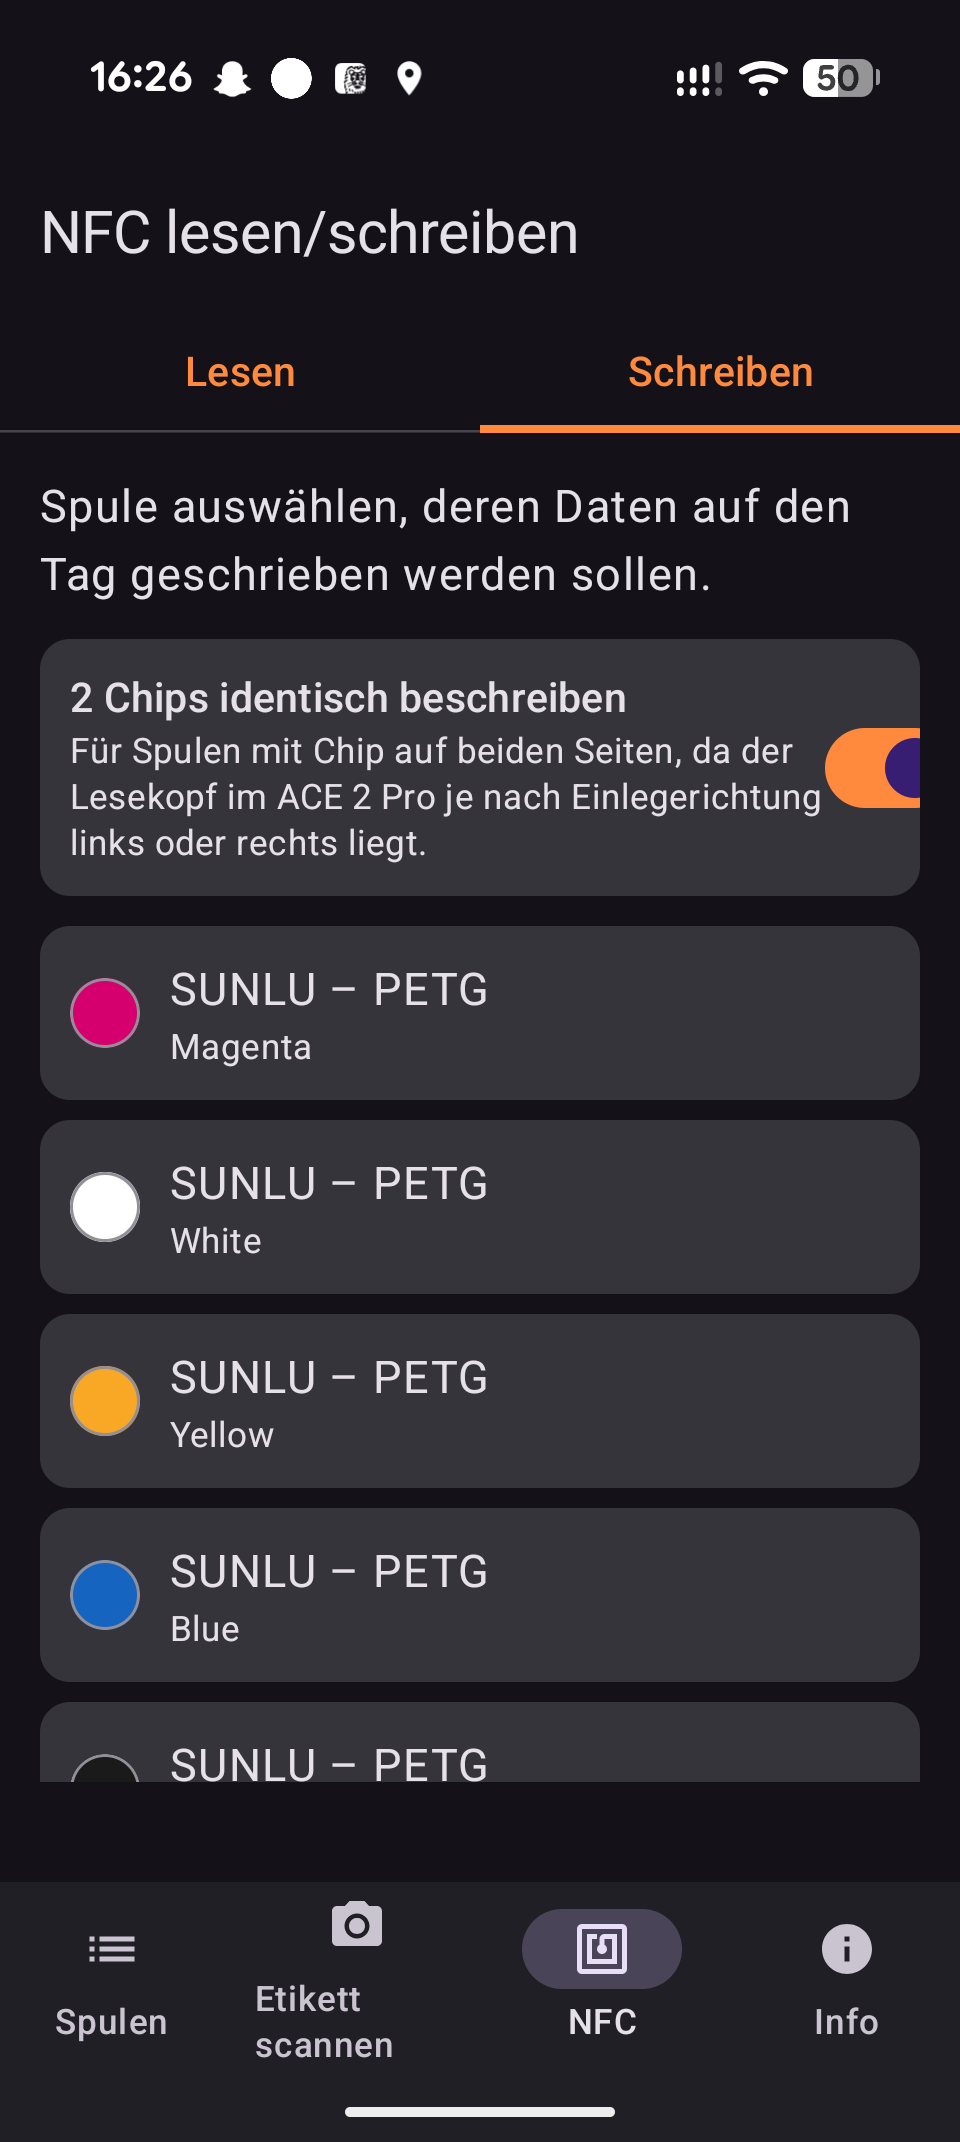 16:26
50
NFC lesen/schreiben
Lesen
Schreiben
Spule auswählen, deren Daten auf den
Tag geschrieben werden sollen.
2 Chips identisch beschreiben
Für Spulen mit Chip auf beiden Seiten, da der
Lesekopf im ACE 2 Pro je nach Einlegerichtung
links oder rechts liegt.
SUNLU – PETG
Magenta
SUNLU – PETG
White
SUNLU – PETG
Yellow
SUNLU – PETG
Blue
SUNLU – PETG
Spulen
Etikett
scannen
NFC
Info